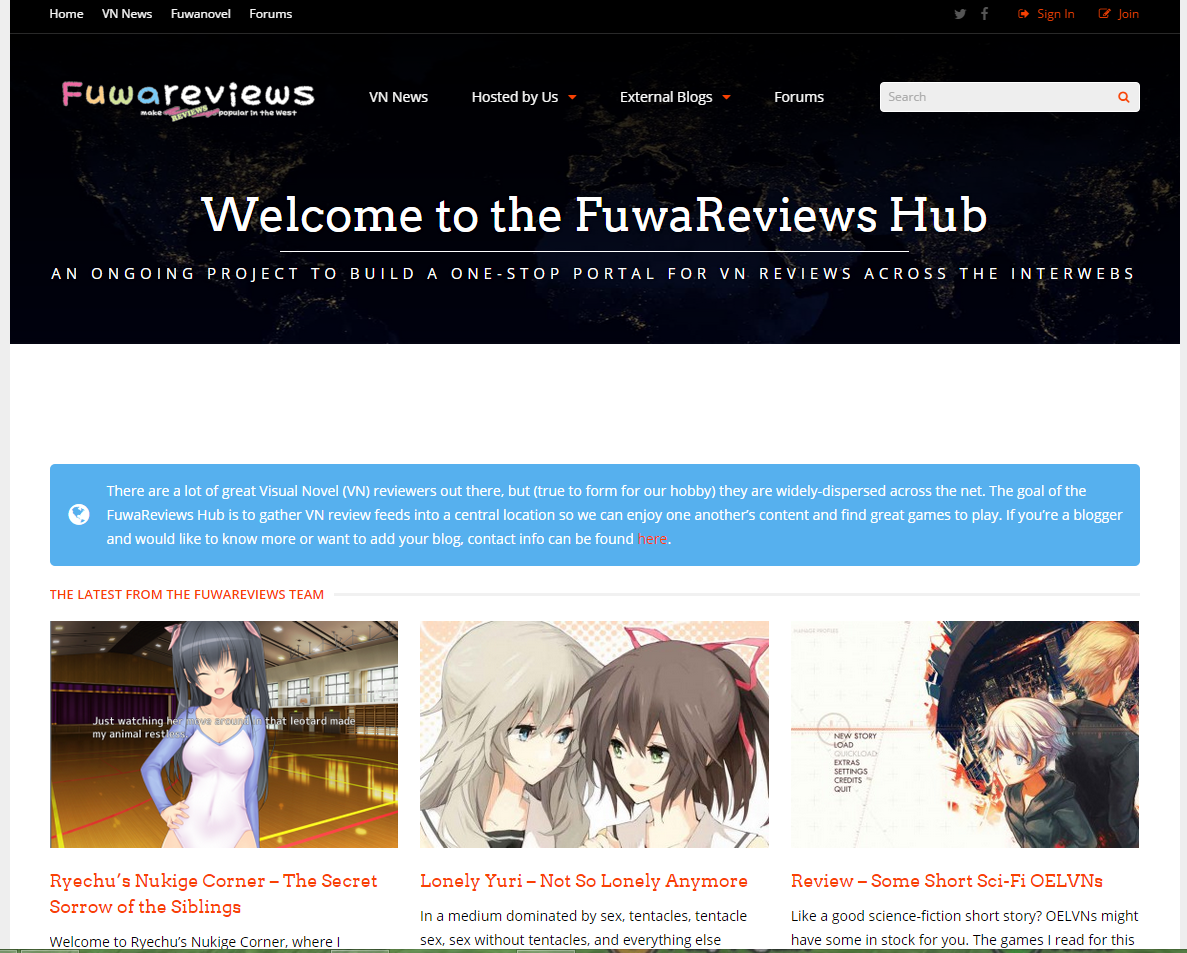 Home VN News Fuwanovel Forums Sign In Join
Fuwareviews
make REVIEWS popular in the West
VN News Hosted by Us External Blogs Forums Search
Welcome to the FuwaReviews Hub
AN ONGOING PROJECT TO BUILD A ONE-STOP PORTAL FOR VN REVIEWS ACROSS THE INTERWEBS
There are a lot of great Visual Novel (VN) reviewers out there, but (true to form for our hobby) they are widely-dispersed across the net. The goal of the
FuwaReviews Hub is to gather VN review feeds into a central location so we can enjoy one another's content and find great games to play. If you're a blogger
and would like to know more or want to add your blog, contact info can be found here.
THE LATEST FROM THE FUWAREVIEWS TEAM
Just watching her move around in that leotard made
my animal restless.
NEW STORY
LOAD
QUICKLOAD
EXTRAS
SETTINGS
CREDITS
QUIT
Ryechu's Nukige Corner – The Secret
Sorrow of the Siblings
Welcome to Ryechu's Nukige Corner, where I
Lonely Yuri – Not So Lonely Anymore
In a medium dominated by sex, tentacles, tentacle
sex, sex without tentacles, and everything else
Review – Some Short Sci-Fi OELVNs
Like a good science-fiction short story? OELVNs might
have some in stock for you. The games I read for this